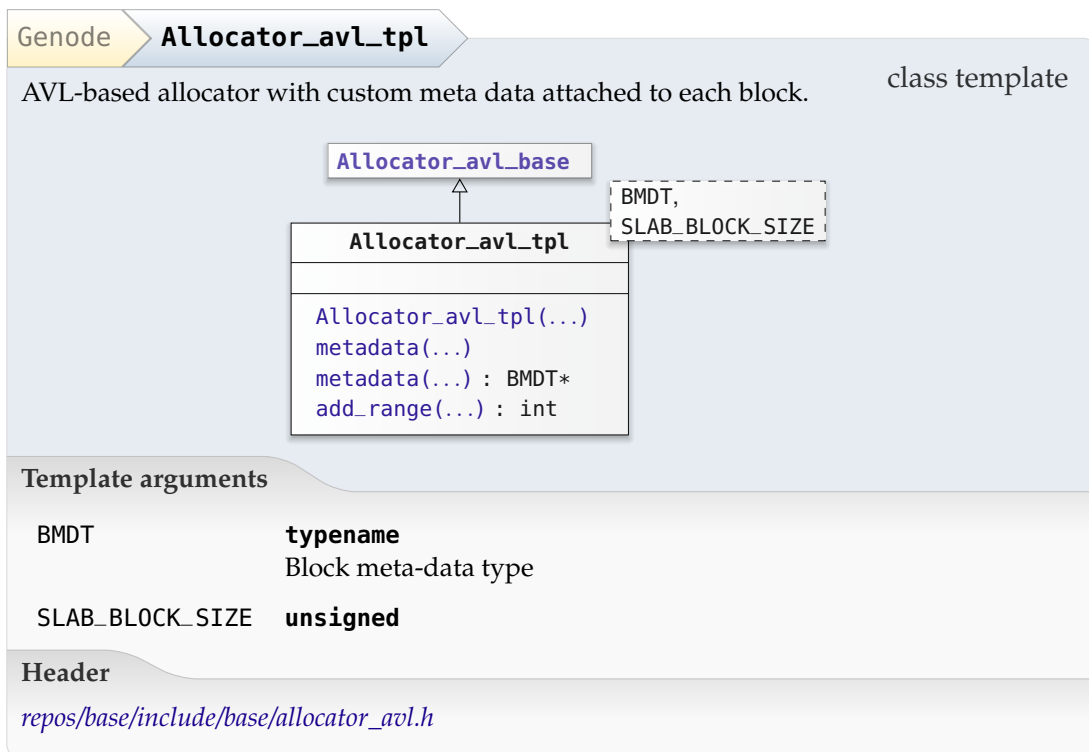 Genode
Allocator_avl_tpl
class template
AVL-based allocator with custom meta data attached to each block.
Allocator_avl_base
BMDT,
SLAB_BLOCK_SIZE
Allocator_avl_tpl
Allocator_avl_tpl(...)
metadata(...)
metadata(...) : BMDT*
add_range(...) : int
Template arguments
BMDT typename
Block meta-data type
SLAB_BLOCK_SIZE unsigned
Header
repos/base/include/base/allocator_avl.h